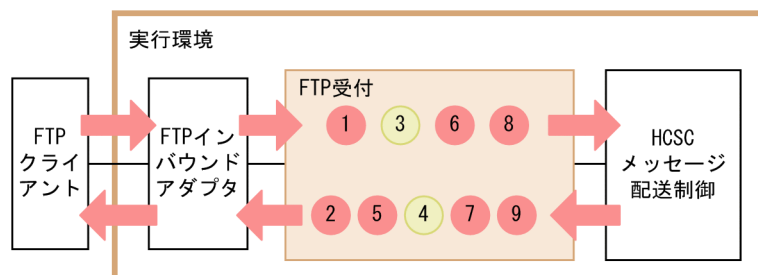 実行環境
FTP受付
FTP
クライ
アント
FTPイン
バウンド
アダプタ
1 3 6 8
2 5 4 7 9
HCSC
メッセージ
配送制御